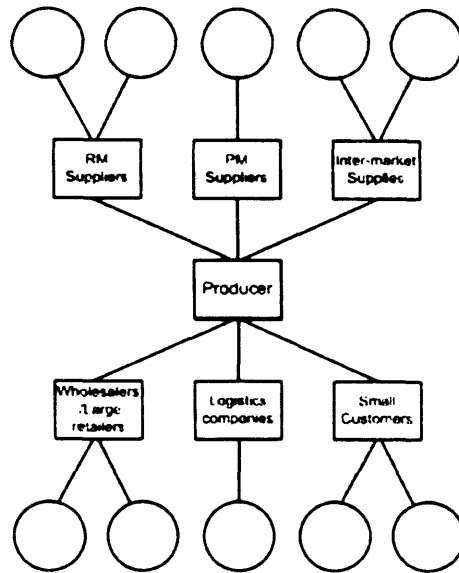 RM
Suppliers
PM
Suppliers
Inter-market
Supplies
Producer
Wholesalers
/Large
retailers
Logistics
companies
Small
Customers